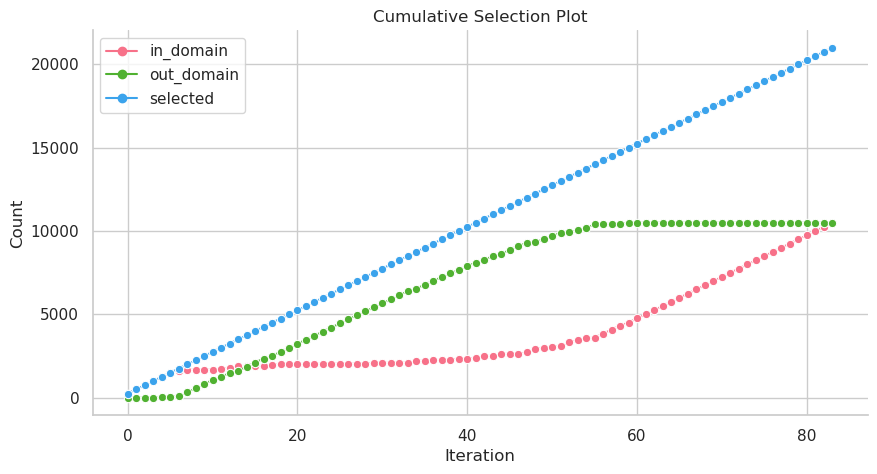 Cumulative Selection Plot
in_domain
out_domain
selected
20000
15000
10000
5000
0
Count
0 20 40 60 80
Iteration